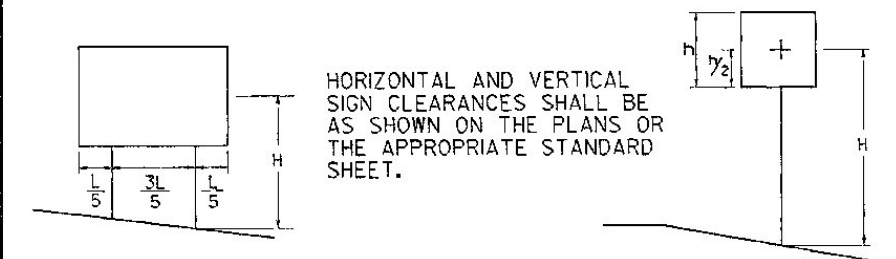 L/5 3L/5 L/5
H
HORIZONTAL AND VERTICAL
SIGN CLEARANCES SHALL BE
AS SHOWN ON THE PLANS OR
THE APPROPRIATE STANDARD
SHEET.
h
h/2
H